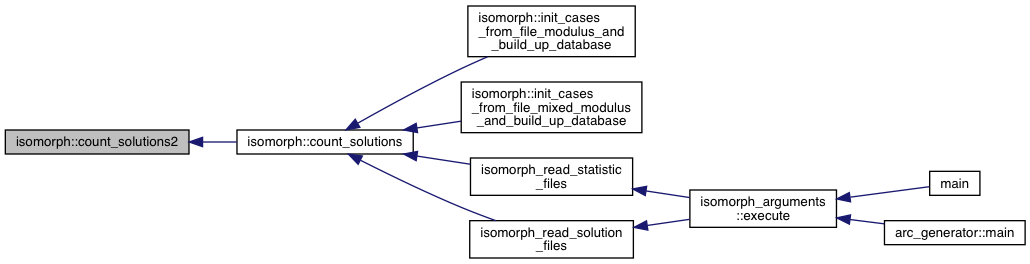 isomorph::init_cases
_from_file_modulus_and
_build_up_database
isomorph::init_cases
_from_file_mixed_modulus
_and_build_up_database
isomorph::count_solutions2
isomorph::count_solutions
isomorph_read_statistic
_files
isomorph_read_solution
_files
isomorph_arguments
::execute
main
arc_generator::main